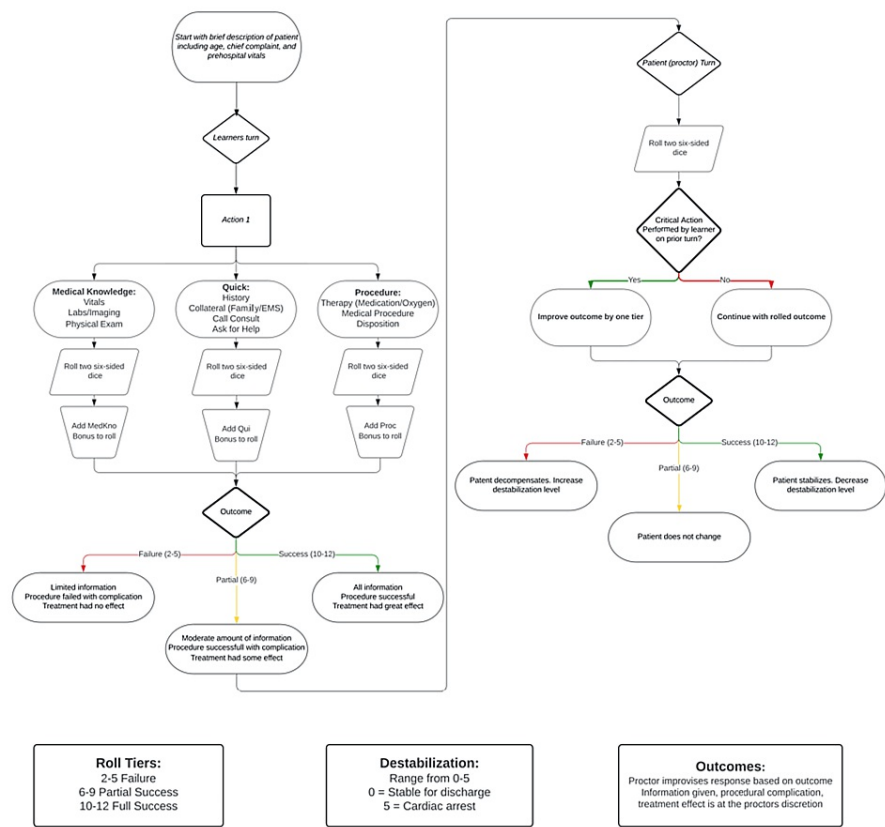 Start with brief description of patient
including age, chief complaint, and
prehospital vitals
Learners turn
Action 1
Medical Knowledge:
Vitals
Labs/Imaging
Physical Exam
Quick:
History
Collateral (Family/EMS)
Call Consult
Ask for Help
Procedure:
Therapy (Medication/Oxygen)
Medical Procedure
Disposition
Roll two six-sided
dice
Roll two six-sided
dice
Roll two six-sided
dice
Add MedKno
Bonus to roll
Add Qui
Bonus to roll
Add Proc
Bonus to roll
Outcome
Failure (2-5)
Success (10-12)
Partial (6-9)
Limited information
Procedure failed with complication
Treatment had no effect
All information
Procedure successful
Treatment had great effect
Moderate amount of information
Procedure successfull with complication
Treatment had some effect
Patient (proctor) Turn
Roll two six-sided
dice
Critical Action
Performed by learner
on prior turn?
Yes
No
Improve outcome by one tier
Continue with rolled outcome
Outcome
Failure (2-5)
Success (10-12)
Partial (6-9)
Patent decompensates. Increase
destabilization level
Patient stabilizes. Decrease
destabilization level
Patient does not change
Roll Tiers:
2-5 Failure
6-9 Partial Success
10-12 Full Success
Destabilization:
Range from 0-5
0 = Stable for discharge
5 = Cardiac arrest
Outcomes:
Proctor improvises response based on outcome
Information given, procedural complication,
treatment effect is at the proctors discretion